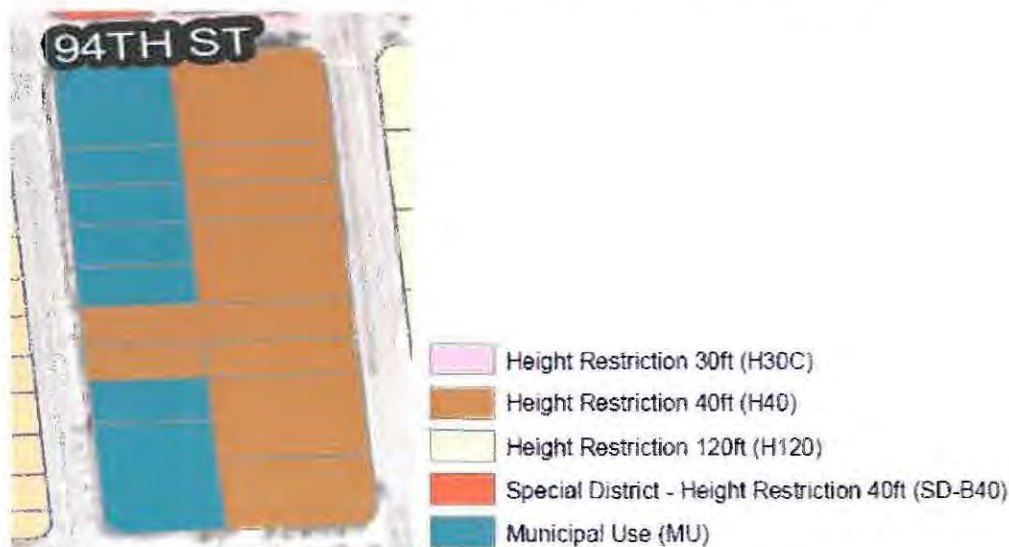 94TH ST
Height Restriction 30ft (H30C)
Height Restriction 40ft (H40)
Height Restriction 120ft (H120)
Special District - Height Restriction 40ft (SD-B40)
Municipal Use (MU)